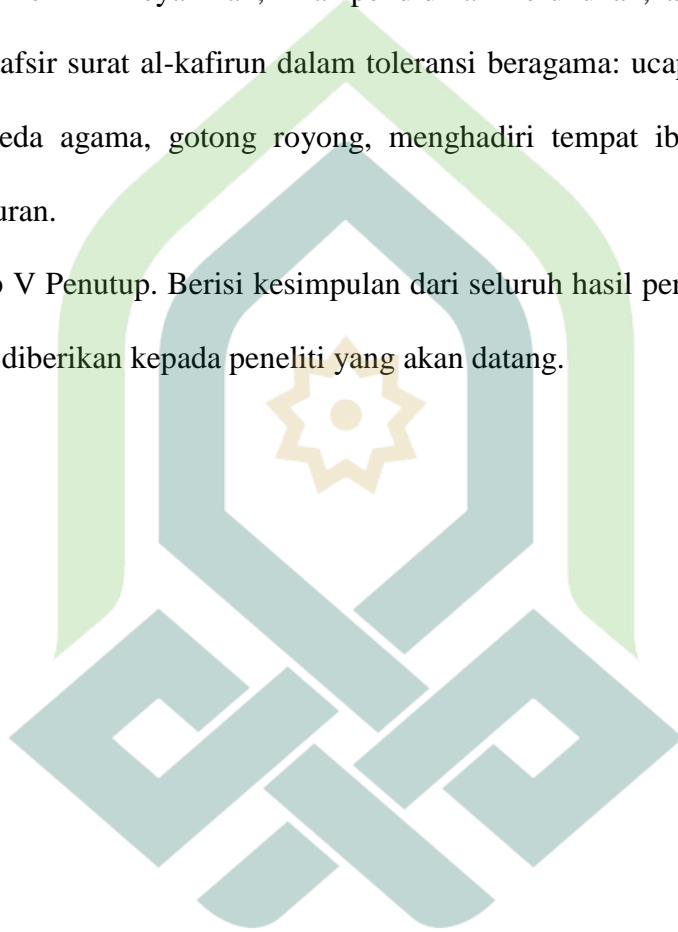 afsir surat al-kafirun dalam toleransi beragama: ucap
eda agama, gotong royong, menghadiri tempat ib
uran.
V Penutup. Berisi kesimpulan dari seluruh hasil per
diberikan kepada peneliti yang akan datang.